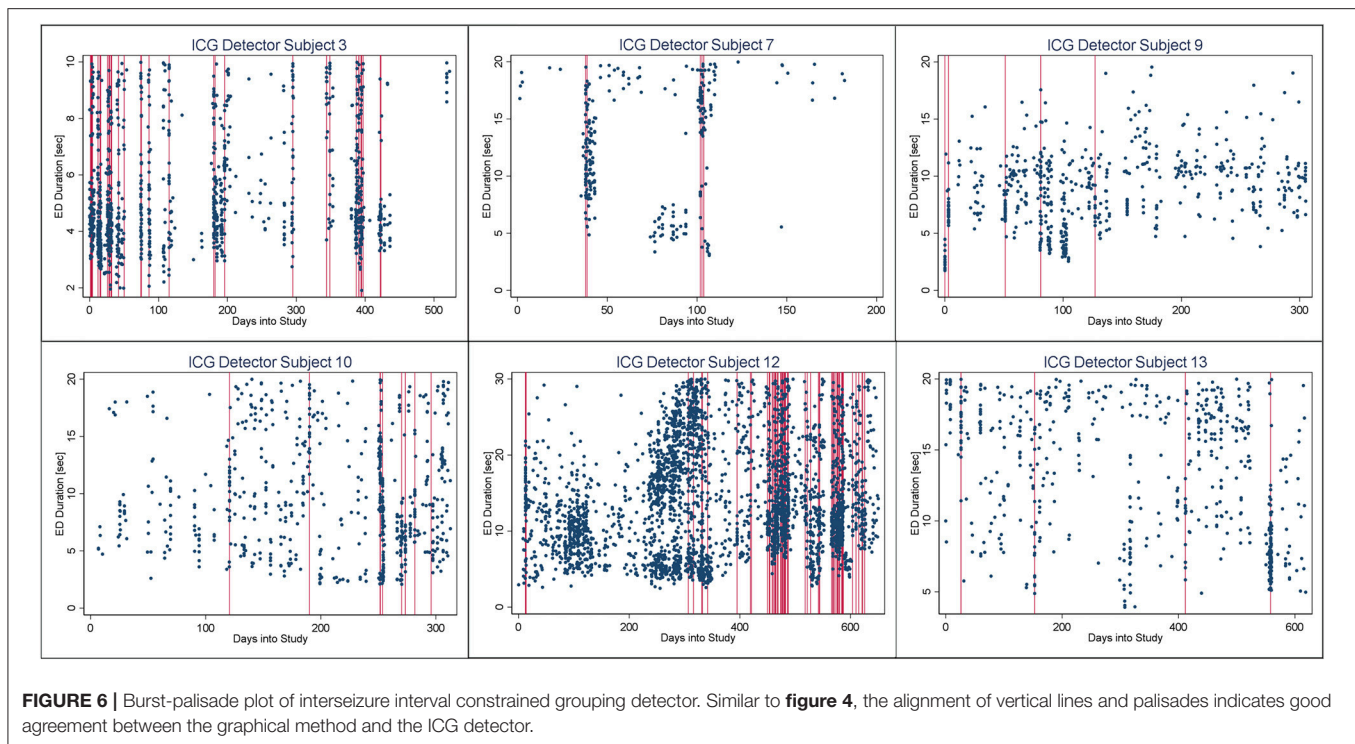 ICG Detector Subject 3
ED Duration [sec]
10
8
6
4
2
0 100 200 300 400 500
Days into Study
ICG Detector Subject 7
ED Duration [sec]
20
15
10
5
0
0 50 100 150 200
Days into Study
ICG Detector Subject 9
ED Duration [sec]
20
15
10
5
0
0 100 200 300
Days into Study
ICG Detector Subject 10
ED Duration [sec]
20
15
10
5
0
0 100 200 300
Days into Study
ICG Detector Subject 12
ED Duration [sec]
30
20
10
0
0 200 400 600
Days into Study
ICG Detector Subject 13
ED Duration [sec]
20
15
10
5
0 200 400 600
Days into Study
FIGURE 6 | Burst-palisade plot of interseizure interval constrained grouping detector. Similar to figure 4, the alignment of vertical lines and palisades indicates good
agreement between the graphical method and the ICG detector.